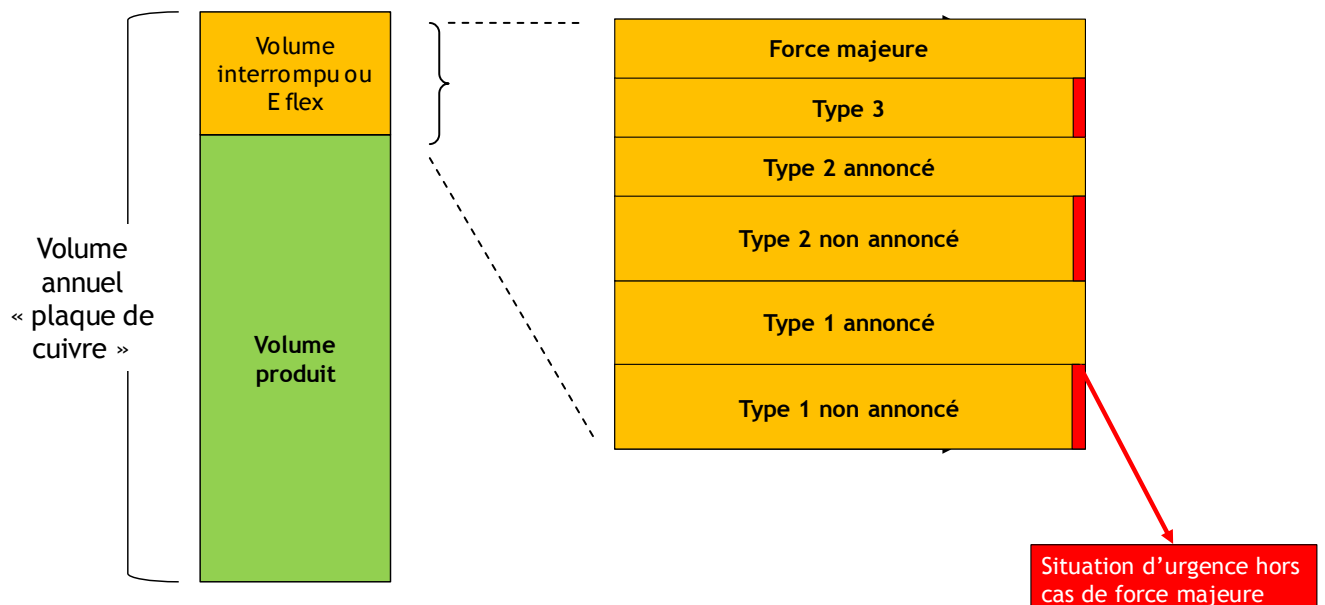 Volume
interrompu ou
E flex
Volume
annuel
« plaque de
cuivre »
Volume
produit
Force majeure
Type 3
Type 2 annoncé
Type 2 non annoncé
Type 1 annoncé
Type 1 non annoncé
Situation d’urgence hors
cas de force majeure